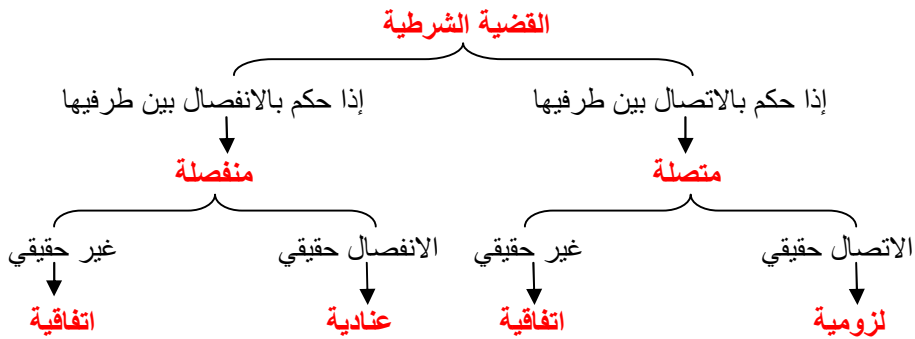 القضية الشرطية
إذا حكم بالاتصال بين طرفيها
إذا حكم بالانفصال بين طرفيها
متصلة
منفصلة
الاتصال حقيقي
غير حقيقي
الانفصال حقيقي
غير حقيقي
لزومية
اتفاقية
عنادية
اتفاقية